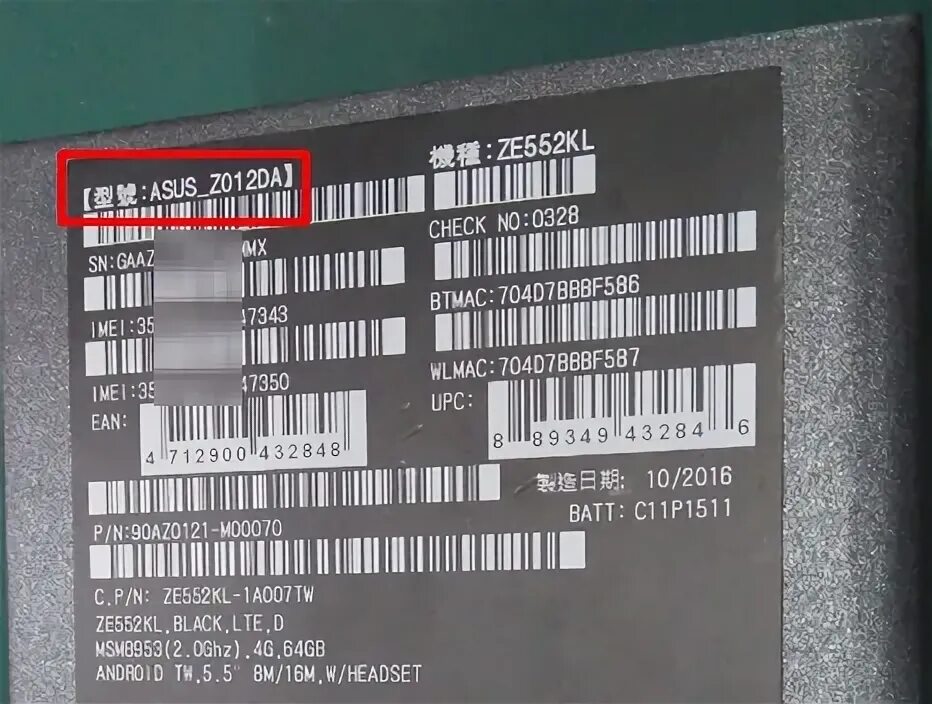 【型號:ASUS_Z012DA】
機種:ZE552KL
CHECK NO:0328
SN:GAAZ MX
BTMAC:704D7BBBF586
IMEI:35 47343
WLMAC:704D7BBBF587
IMEI:35 47350
EAN:
4 712900 432848
UPC:
8 89349 43284 6
製造日期: 10/2016
BATT: C11P1511
P/N:90AZ0121-M00070
C.P/N: ZE552KL-1A007TW
ZE552KL,BLACK,LTE,D
MSM8953(2.0Ghz),4G,64GB
ANDROID TW,5.5" 8M/16M,W/HEADSET